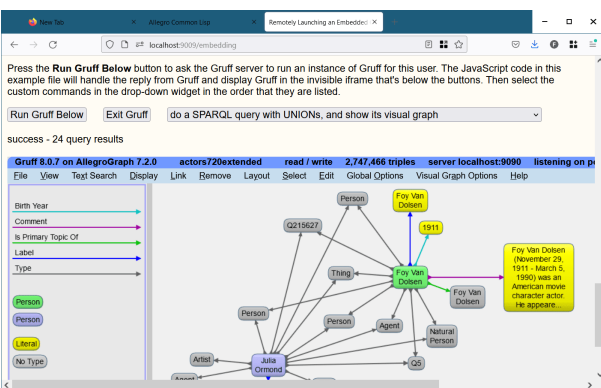 New Tab
Allegro Common Lisp
Remotely Launching an Embedded
localhost:9009/embedding
Press the Run Gruff Below button to ask the Gruff server to run an instance of Gruff for this user. The JavaScript code in this
example file will handle the reply from Gruff and display Gruff in the invisible iframe that's below the buttons. Then select the
custom commands in the drop-down widget in the order that they are listed.
Run Gruff Below Exit Gruff do a SPARQL query with UNIONs, and show its visual graph
success - 24 query results
Gruff 8.0.7 on AllegroGraph 7.2.0 actors720extended read / write 2,747,466 triples server localhost:9090 listening on
File View Text Search Display Link Remove Layout Select Edit Global Options Visual Graph Options Help
Birth Year
Comment
Is Primary Topic Of
Label
Type
Person
Person
Literal
No Type
Person
Foy Van
Dolsen
Q215627
1911
Thing
Foy Van
Dolsen
Foy Van Dolsen
(November 29,
1911 - March 5,
1990) was an
American movie
character actor.
He appeare...
Foy Van
Dolsen
Person
Person
Agent
Natural
Person
Artist
Julia
Ormond
Q5
Agent